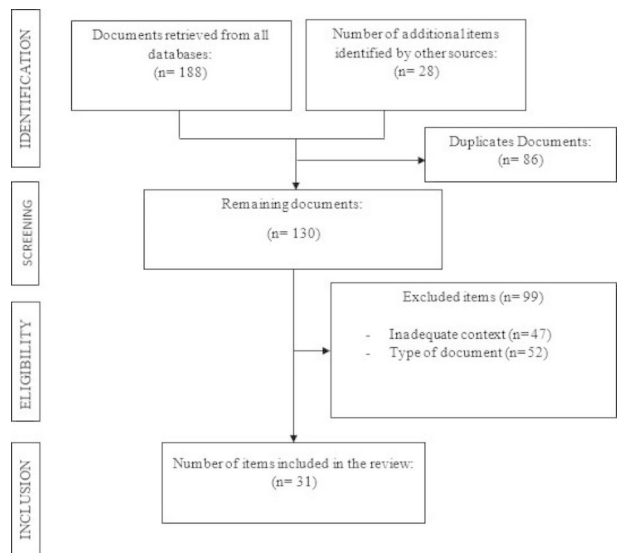 IDENTIFICATION
Documents retrieved from all
databases:
(n= 188)
Number of additional items
identified by other sources:
(n= 28)
Duplicates Documents:
(n= 86)
SCREENING
Remaining documents:
(n= 130)
ELIGIBILITY
Excluded items (n= 99)
- Inadequate context (n=47)
- Type of document (n=52)
INCLUSION
Number of items included in the review:
(n= 31)